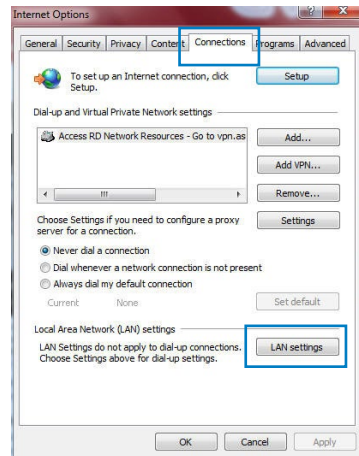 Internet Options
General Security Privacy Content Connections Programs Advanced
To set up an Internet connection, click
Setup.
Setup
Dial-up and Virtual Private Network settings
Access RD Network Resources - Go to vpn.as
Add...
Add VPN...
Remove...
Choose Settings if you need to configure a proxy
server for a connection.
Settings
Never dial a connection
Dial whenever a network connection is not present
Always dial my default connection
Current None
Set default
Local Area Network (LAN) settings
LAN Settings do not apply to dial-up connections.
Choose Settings above for dial-up settings.
LAN settings
OK Cancel Apply